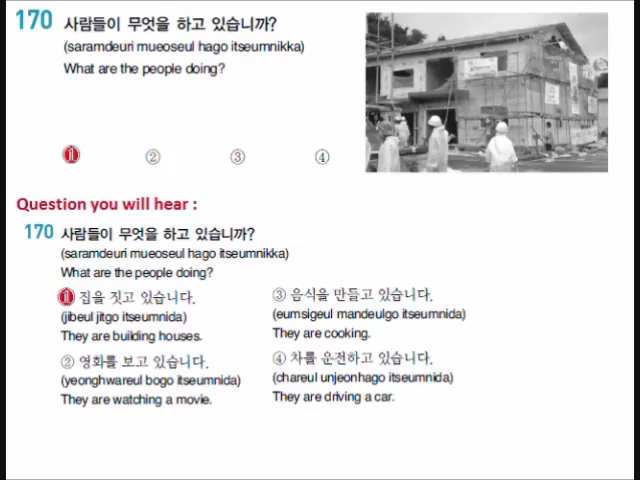 170 사람들이 무엇을 하고 있습니까?
(saramdeuri mueoseul hago itseumnikka)
What are the people doing?
① ② ③ ④
Question you will hear :
170 사람들이 무엇을 하고 있습니까?
(saramdeuri mueoseul hago itseumnikka)
What are the people doing?
① 집을 짓고 있습니다.
(jibeul jitgo itseumnida)
They are building houses.
② 영화를 보고 있습니다.
(yeonghwareul bogo itseumnida)
They are watching a movie.
③ 음식을 만들고 있습니다.
(eumsigeul mandeulgo itseumnida)
They are cooking.
④ 차를 운전하고 있습니다.
(chareul unjeonhago itseumnida)
They are driving a car.